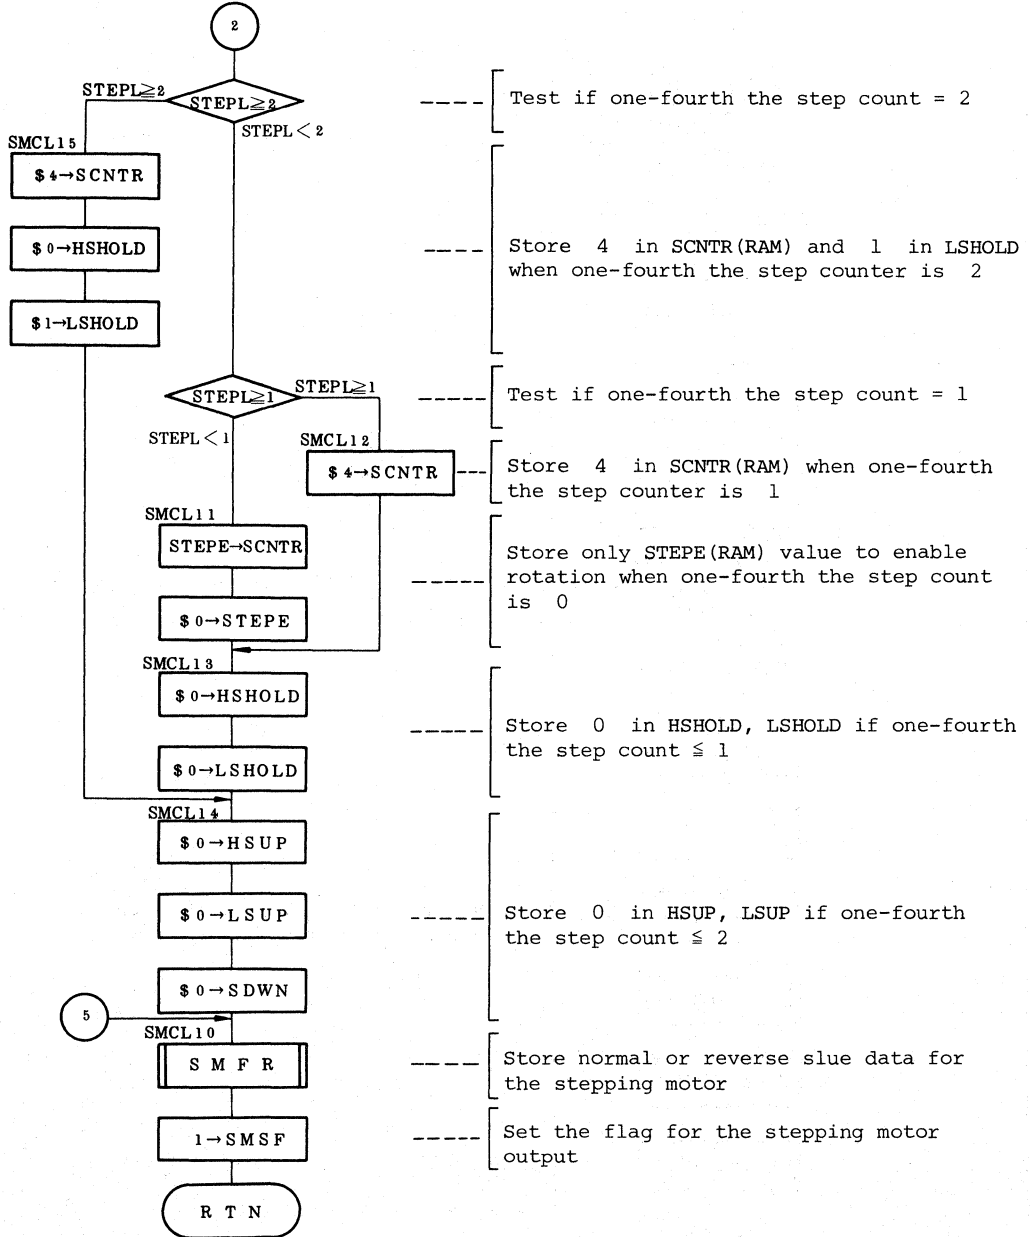 2
STEPL≧2
STEPL≧2
Test if one-fourth the step count = 2
STEPL<2
SMCL15
$4→SCNTR
$0→HSHOLD
Store 4 in SCNTR(RAM) and 1 in LSHOLD
when one-fourth the step counter is 2
$1→LSHOLD
STEPL≧1
STEPL≧1
Test if one-fourth the step count = 1
STEPL<1
SMCL12
$4→SCNTR
Store 4 in SCNTR(RAM) when one-fourth
the step counter is 1
SMCL11
STEPE→SCNTR
Store only STEPE(RAM) value to enable
rotation when one-fourth the step count
is 0
$0→STEPE
SMCL13
$0→HSHOLD
Store 0 in HSHOLD, LSHOLD if one-fourth
the step count ≦ 1
$0→LSHOLD
SMCL14
$0→HSUP
$0→LSUP
Store 0 in HSUP, LSUP if one-fourth
the step count ≦ 2
$0→SDWN
5
SMCL10
SMFR
Store normal or reverse slue data for
the stepping motor
1→SMSF
Set the flag for the stepping motor
output
RTN